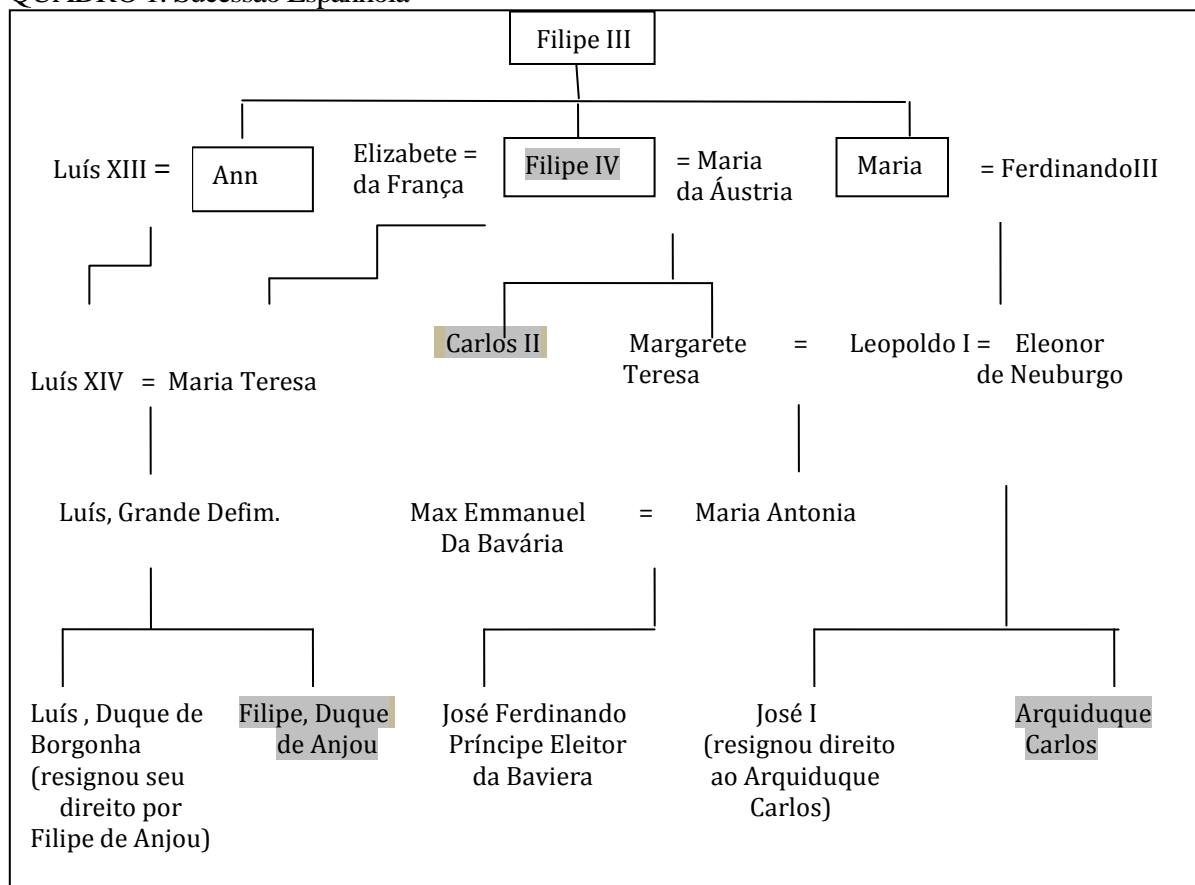 QUADRO 1: Sucessão Espanhola
Filipe III
Luís XIII =
Ann
Elizabete =
da França
Filipe IV
= Maria
da Áustria
Maria
= FerdinandoIII
Carlos II
Margarete
Teresa
=
Leopoldo I =
Eleonor
de Neuburgo
Luís XIV = Maria Teresa
Luís, Grande Defim.
Max Emmanuel
Da Bavária
=
Maria Antonia
Luís , Duque de
Borgonha
(resignou seu
direito por
Filipe de Anjou)
Filipe, Duque
de Anjou
José Ferdinando
Príncipe Eleitor
da Baviera
José I
(resignou direito
ao Arquiduque
Carlos)
Arquiduque
Carlos